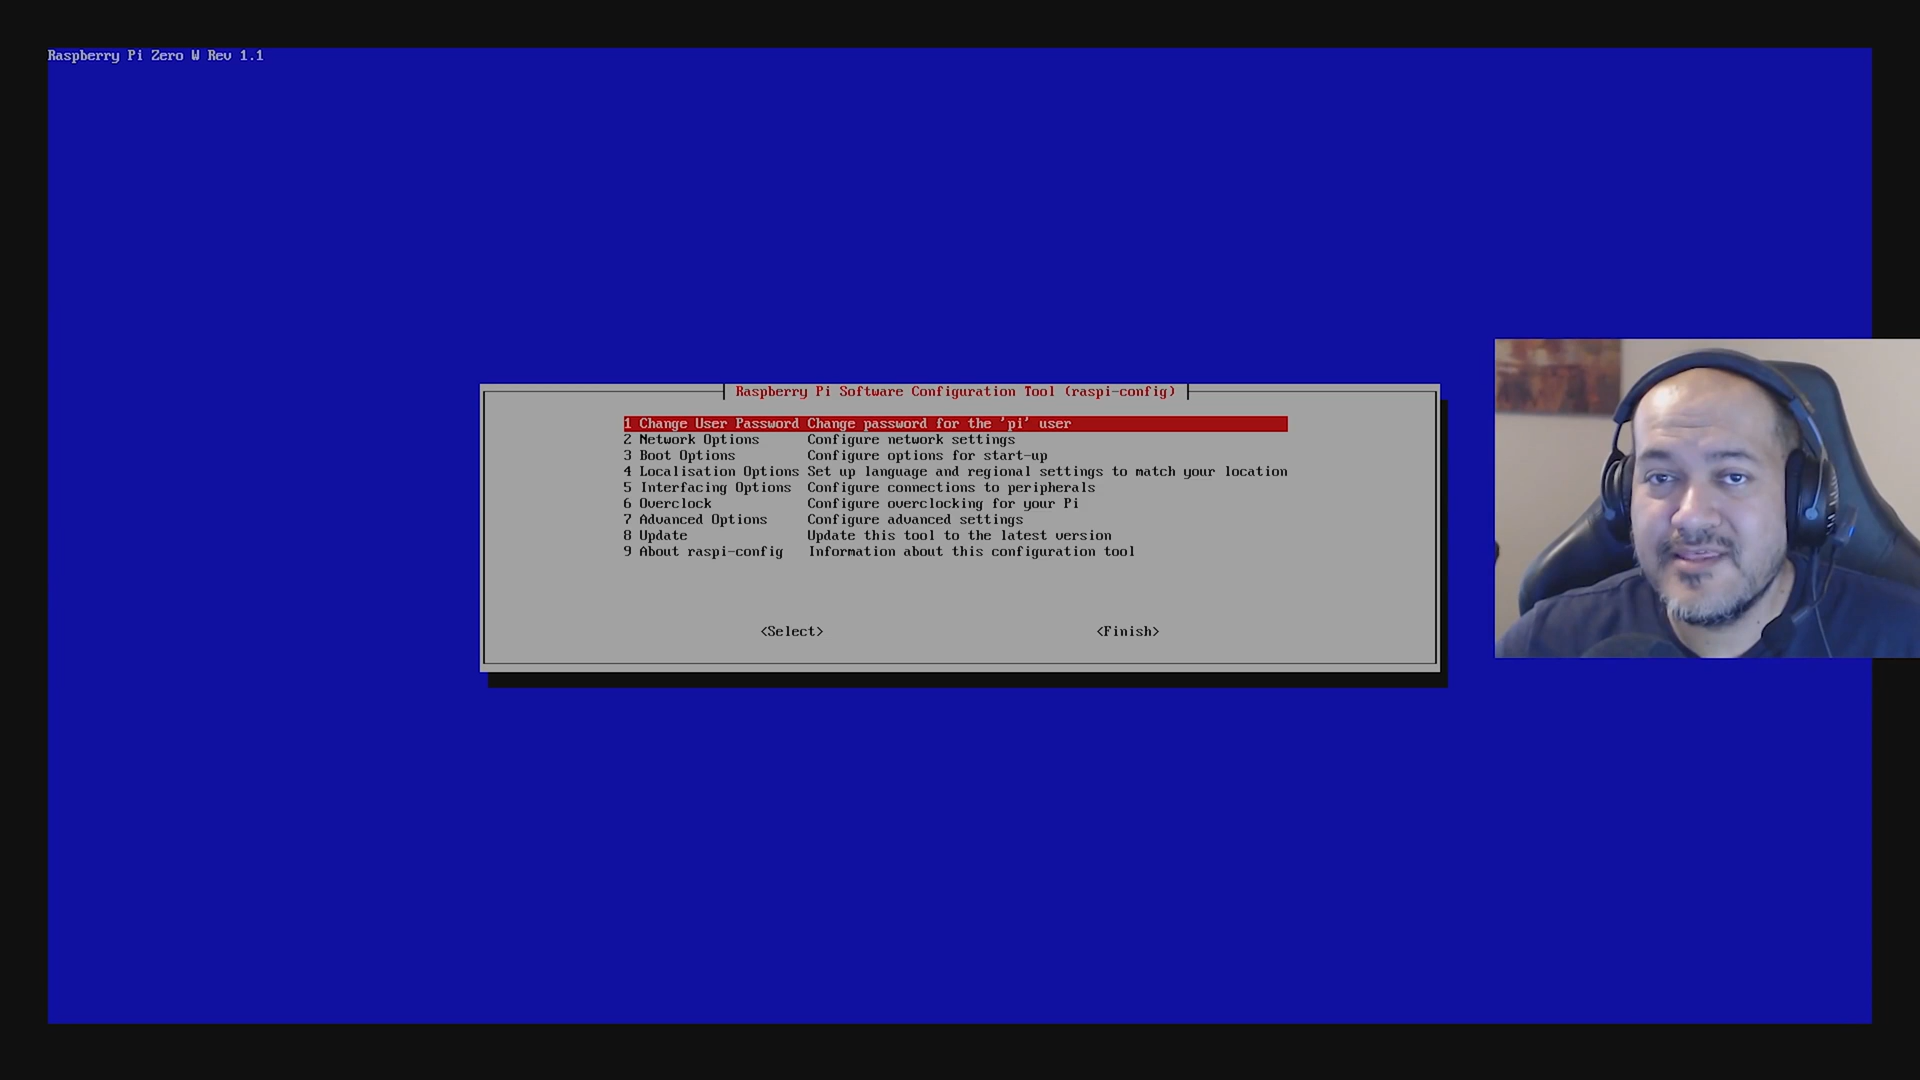 Raspberry Pi Zero W Rev 1.1
Raspberry Pi Software Configuration Tool (raspi-config)
1 Change User Password Change password for the 'pi' user
2 Network Options Configure network settings
3 Boot Options Configure options for start-up
4 Localisation Options Set up language and regional settings to match your location
5 Interfacing Options Configure connections to peripherals
6 Overclock Configure overclocking for your Pi
7 Advanced Options Configure advanced settings
8 Update Update this tool to the latest version
9 About raspi-config Information about this configuration tool
<Select> <Finish>